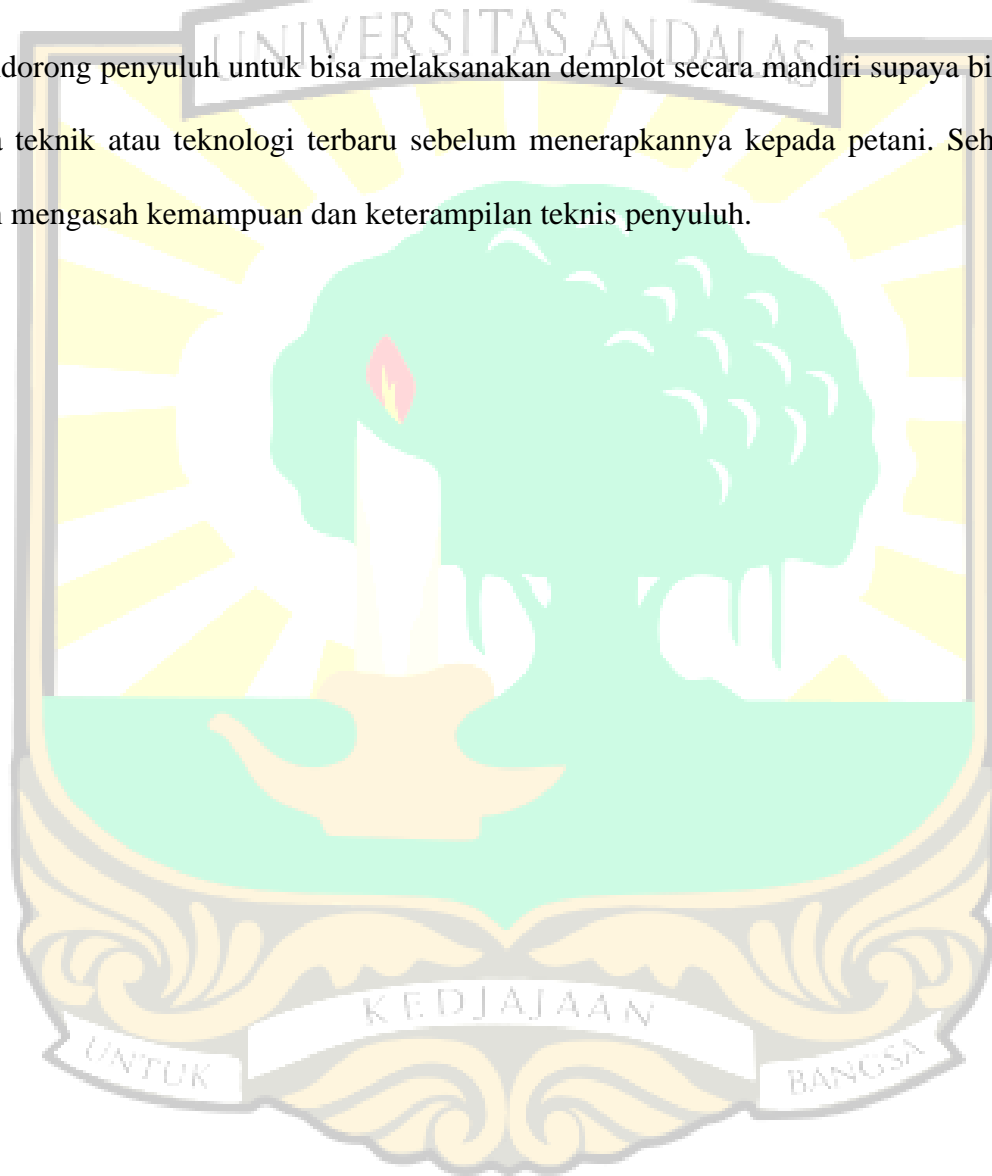 UNIVERSITAS ANDALAS
dorong penyuluh untuk bisa melaksanakan demplot secara mandiri supaya bi
teknik atau teknologi terbaru sebelum menerapkannya kepada petani. Seh
mengasah kemampuan dan keterampilan teknis penyuluh.
KEDJAJAAN
UNTUK
BANGSA